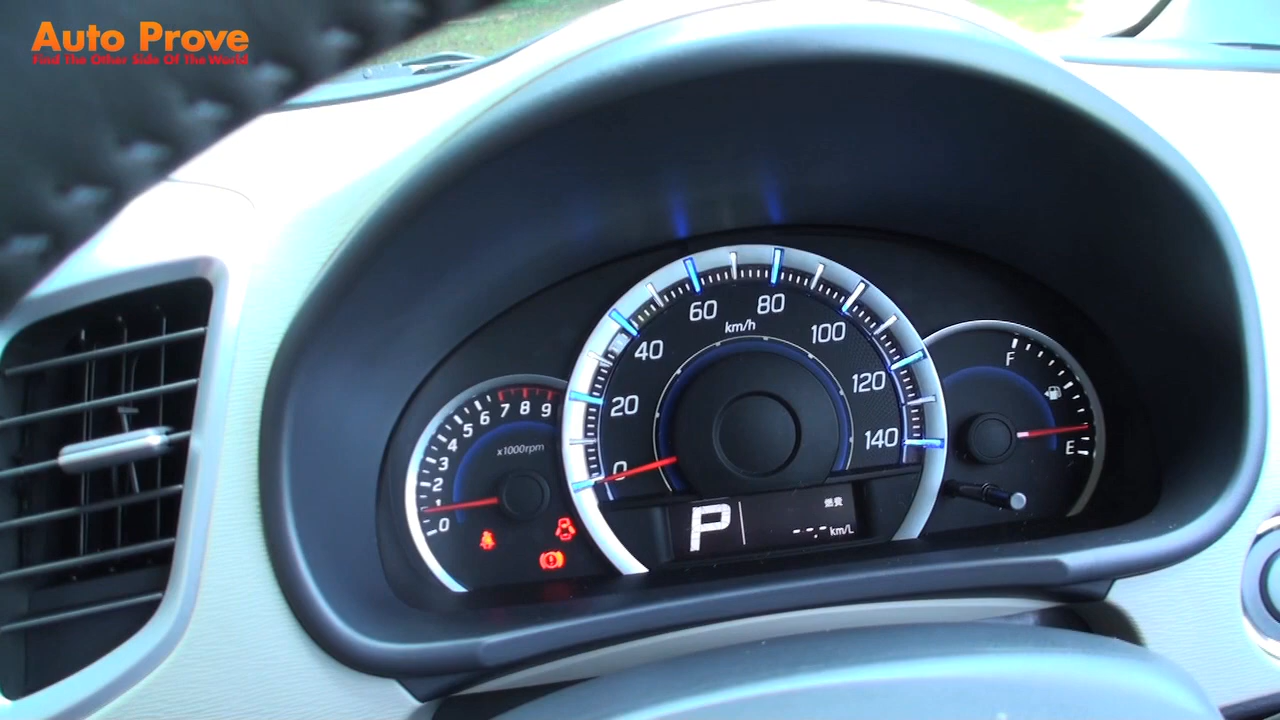 Auto Prove
Find The Other Side Of The World
60 80
km/h
40 100
20 120
0 140
7 8 9
6
5
4
3
2
1
0
x1000rpm
F
E
P
燃費
-- -.- km/L